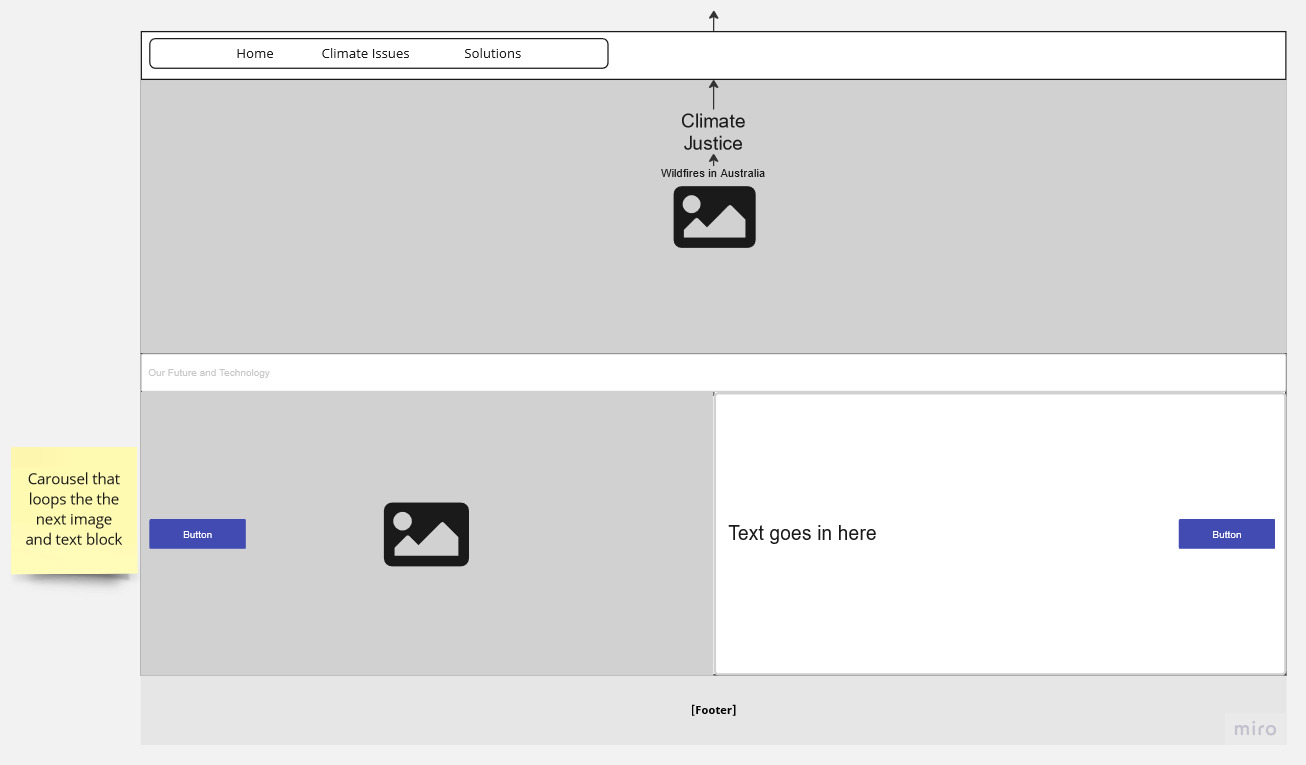 Home Climate Issues Solutions
Climate
Justice
Wildfires in Australia
Our Future and Technology
Carousel that
loops the the
next image
and text block
Button
Text goes in here
Button
[Footer]
miro